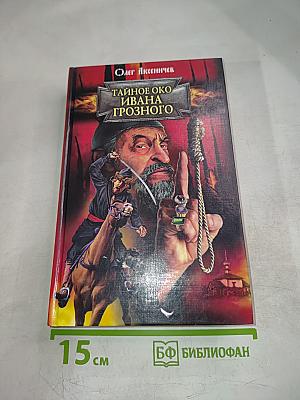 Олег Аксеничев
ТАЙНОЕ ОКО
ИВАНА
ГРОЗНОГО
15 см
БФ БИБЛИОФАН